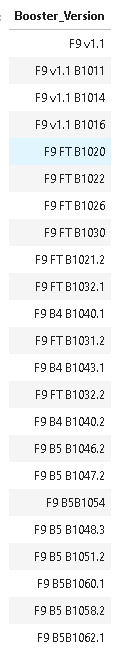 Booster_Version
F9 v1.1
F9 v1.1 B1011
F9 v1.1 B1014
F9 v1.1 B1016
F9 FT B1020
F9 FT B1022
F9 FT B1026
F9 FT B1030
F9 FT B1021.2
F9 FT B1032.1
F9 B4 B1040.1
F9 FT B1031.2
F9 B4 B1043.1
F9 FT B1032.2
F9 B4 B1040.2
F9 B5 B1046.2
F9 B5 B1047.2
F9 B5B1054
F9 B5 B1048.3
F9 B5 B1051.2
F9 B5B1060.1
F9 B5 B1058.2
F9 B5B1062.1